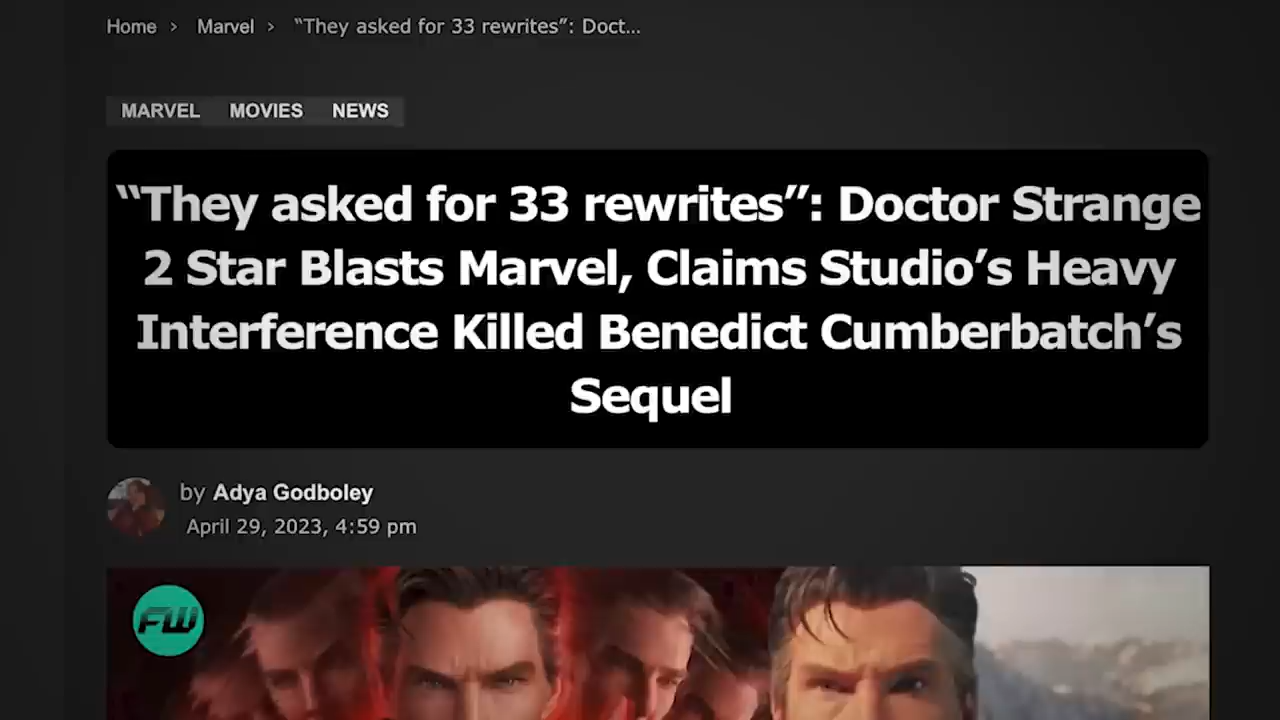 Home > Marvel > “They asked for 33 rewrites”: Doct...
MARVEL MOVIES NEWS
“They asked for 33 rewrites”: Doctor Strange
2 Star Blasts Marvel, Claims Studio’s Heavy
Interference Killed Benedict Cumberbatch’s
Sequel
by Adya Godboley
April 29, 2023, 4:59 pm
FW